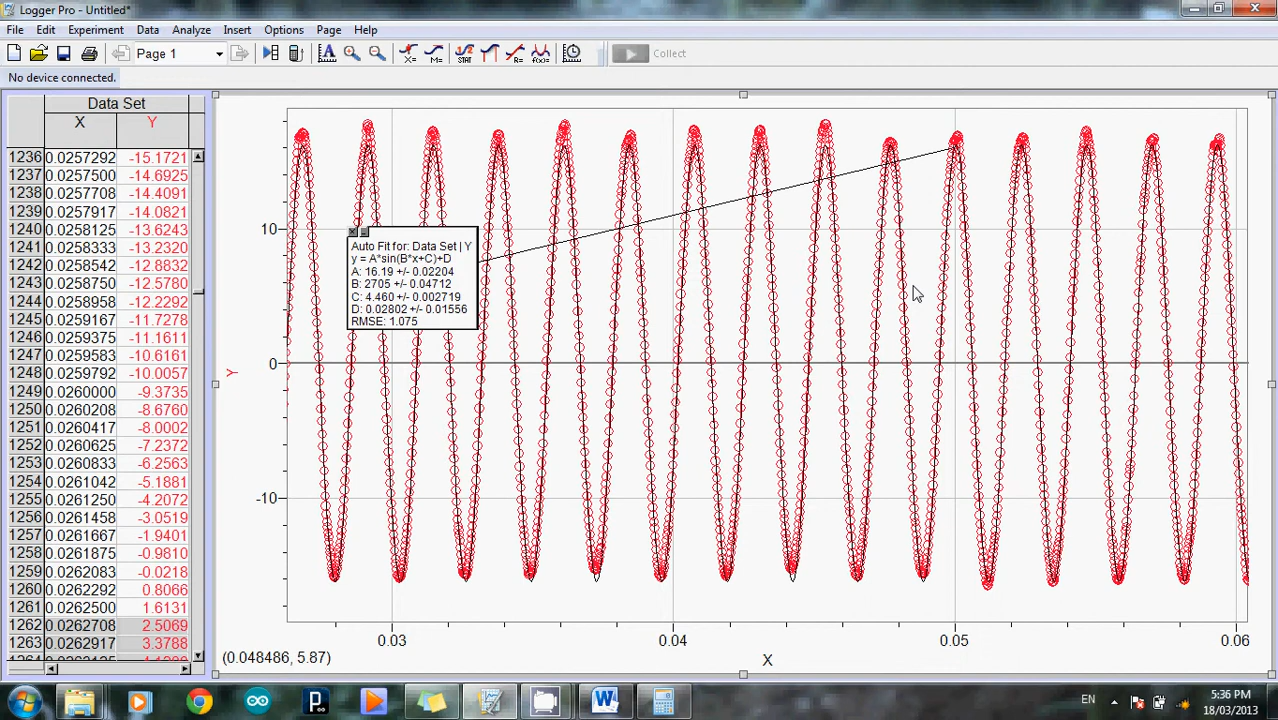 Logger Pro - Untitled*
File Edit Experiment Data Analyze Insert Options Page Help
Page 1 Collect
No device connected.
Data Set
X Y
1236 0.0257292 -15.1721
1237 0.0257500 -14.6925
1238 0.0257708 -14.4091
1239 0.0257917 -14.0821
1240 0.0258125 -13.6243
1241 0.0258333 -13.2320
1242 0.0258542 -12.8832
1243 0.0258750 -12.5780
1244 0.0258958 -12.2292
1245 0.0259167 -11.7278
1246 0.0259375 -11.1661
1247 0.0259583 -10.6161
1248 0.0259792 -10.0057
1249 0.0260000 -9.3735
1250 0.0260208 -8.6760
1251 0.0260417 -8.0002
1252 0.0260625 -7.2372
1253 0.0260833 -6.2563
1254 0.0261042 -5.1881
1255 0.0261250 -4.2072
1256 0.0261458 -3.0519
1257 0.0261667 -1.9401
1258 0.0261875 -0.9810
1259 0.0262083 -0.0218
1260 0.0262292 0.8066
1261 0.0262500 1.6131
1262 0.0262708 2.5069
1263 0.0262917 3.3788
10
0
-10
Y
Auto Fit for: Data Set | Y
y = A*sin(B*x+C)+D
A: 16.19 +/- 0.02204
B: 2705 +/- 0.04712
C: 4.460 +/- 0.002719
D: 0.02802 +/- 0.01556
RMSE: 1.075
0.03 0.04 0.05 0.06
(0.048486, 5.87)
X
EN
5:36 PM
18/03/2013